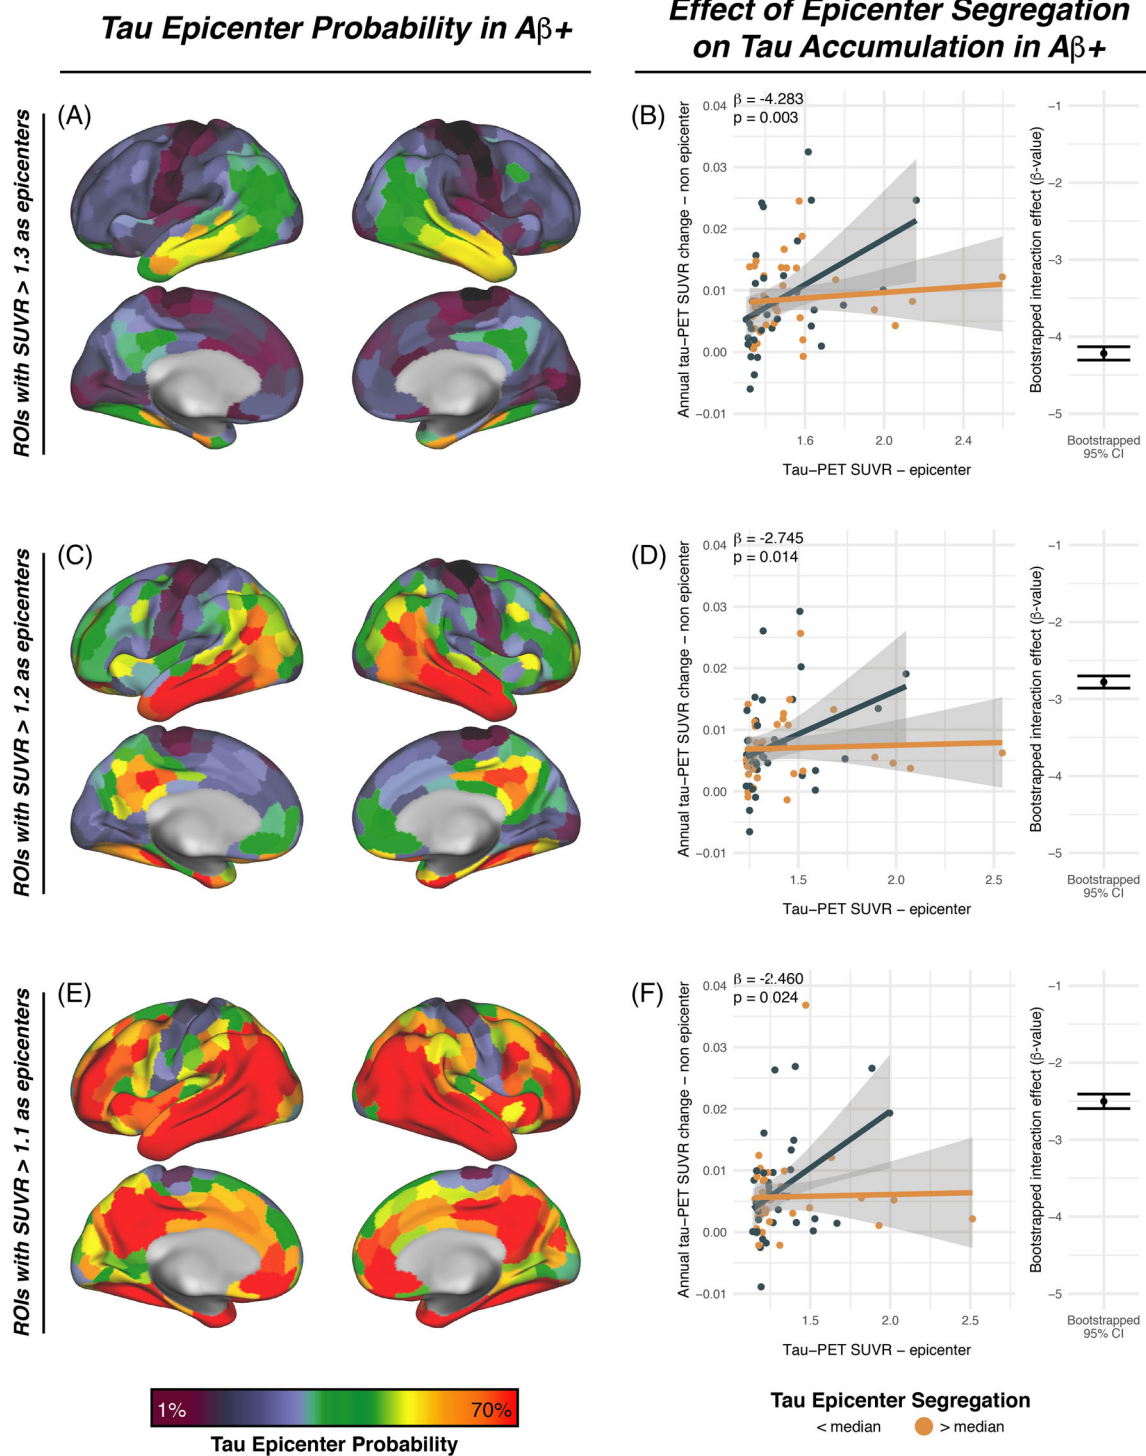 Tau Epicenter Probability in Aβ+
Effect of Epicenter Segregation
on Tau Accumulation in Aβ+
ROIs with SUVR > 1.3 as epicenters
(A)
(B)
β = -4.283
p = 0.003
Annual tau−PET SUVR change − non epicenter
0.04
0.03
0.02
0.01
0.00
−0.01
1.6
2.0
2.4
Tau−PET SUVR − epicenter
Bootstrapped interaction effect (β-value)
−1
−2
−3
−4
−5
Bootstrapped
95% CI
ROIs with SUVR > 1.2 as epicenters
(C)
(D)
β = -2.745
p = 0.014
Annual tau−PET SUVR change − non epicenter
0.04
0.03
0.02
0.01
0.00
−0.01
1.5
2.0
2.5
Tau−PET SUVR − epicenter
Bootstrapped interaction effect (β-value)
−1
−2
−3
−4
−5
Bootstrapped
95% CI
ROIs with SUVR > 1.1 as epicenters
(E)
(F)
β = -2.460
p = 0.024
Annual tau−PET SUVR change − non epicenter
0.04
0.03
0.02
0.01
0.00
−0.01
1.5
2.0
2.5
Tau−PET SUVR − epicenter
Bootstrapped interaction effect (β-value)
−1
−2
−3
−4
−5
Bootstrapped
95% CI
1%
70%
Tau Epicenter Probability
Tau Epicenter Segregation
< median
> median